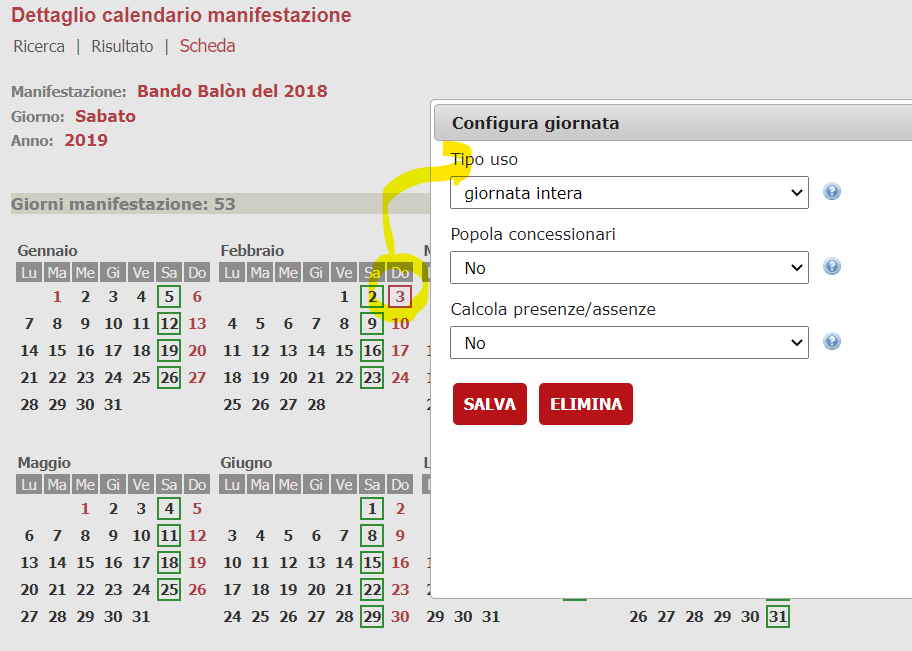 Dettaglio calendario manifestazione
Ricerca | Risultato | Scheda
Manifestazione: Bando Balòn del 2018
Giorno: Sabato
Anno: 2019
Giorni manifestazione: 53
Gennaio
Lu Ma Me Gi Ve Sa Do
1 2 3 4 5 6
7 8 9 10 11 12 13
14 15 16 17 18 19 20
21 22 23 24 25 26 27
28 29 30 31
Febbraio
Lu Ma Me Gi Ve Sa Do
1 2 3
4 5 6 7 8 9 10
11 12 13 14 15 16 17
18 19 20 21 22 23 24
25 26 27 28
Maggio
Lu Ma Me Gi Ve Sa Do
1 2 3 4 5
6 7 8 9 10 11 12
13 14 15 16 17 18 19
20 21 22 23 24 25 26
27 28 29 30 31
Giugno
Lu Ma Me Gi Ve Sa Do
1 2
3 4 5 6 7 8 9
10 11 12 13 14 15 16
17 18 19 20 21 22 23
24 25 26 27 28 29 30
29 30 31
26 27 28 29 30 31
Configura giornata
Tipo uso
giornata intera
?
Popola concessionari
No
?
Calcola presenze/assenze
No
?
SALVA ELIMINA